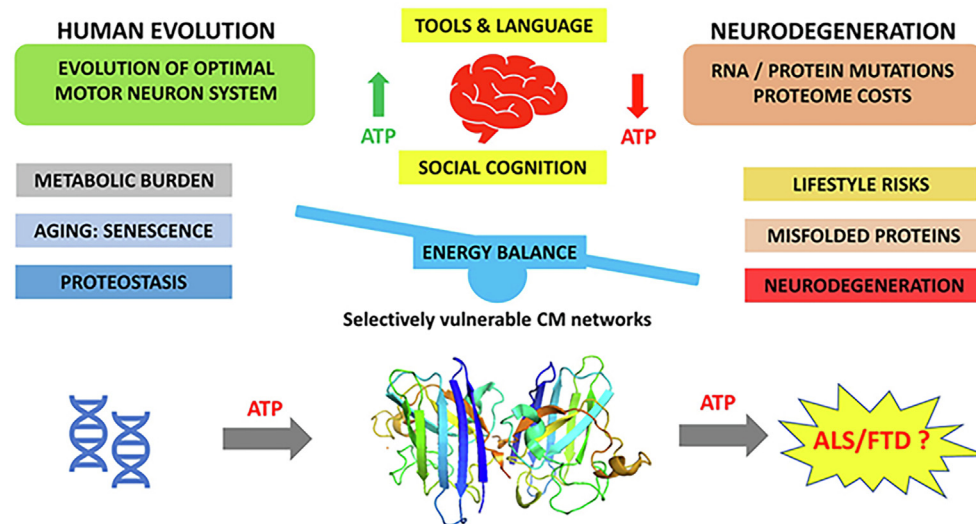 HUMAN EVOLUTION
EVOLUTION OF OPTIMAL
MOTOR NEURON SYSTEM
TOOLS & LANGUAGE
ATP
ATP
SOCIAL COGNITION
NEURODEGENERATION
RNA / PROTEIN MUTATIONS
PROTEOME COSTS
METABOLIC BURDEN
AGING: SENESCENCE
PROTEOSTASIS
ENERGY BALANCE
Selectively vulnerable CM networks
LIFESTYLE RISKS
MISFOLDED PROTEINS
NEURODEGENERATION
ATP
ATP
ALS/FTD ?